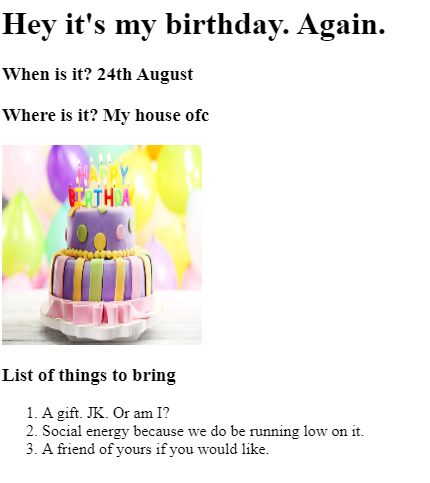 Hey it's my birthday. Again.
When is it? 24th August
Where is it? My house ofc
HAPPY
BIRTHDAY
List of things to bring
1. A gift. JK. Or am I?
2. Social energy because we do be running low on it.
3. A friend of yours if you would like.